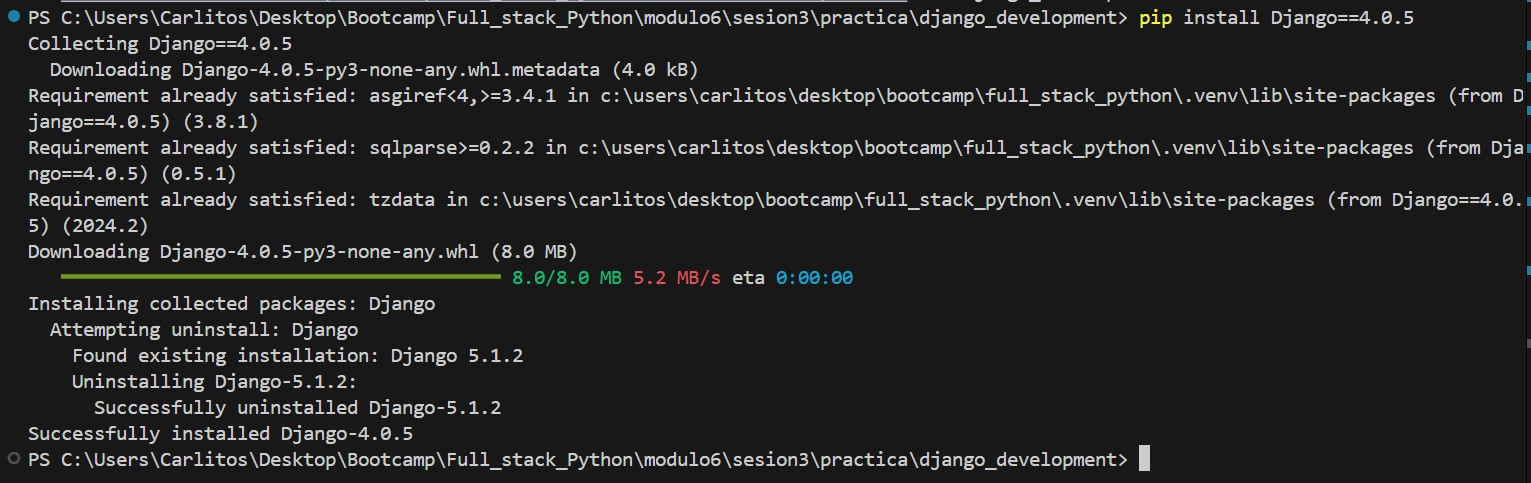 PS C:\Users\Carlitos\Desktop\Bootcamp\Full_stack_Python\modulo6\sesion3\practica\django_development> pip install Django==4.0.5
Collecting Django==4.0.5
  Downloading Django-4.0.5-py3-none-any.whl.metadata (4.0 kB)
Requirement already satisfied: asgiref<4,>=3.4.1 in c:\users\carlitos\desktop\bootcamp\full_stack_python\.venv\lib\site-packages (from D
jango==4.0.5) (3.8.1)
Requirement already satisfied: sqlparse>=0.2.2 in c:\users\carlitos\desktop\bootcamp\full_stack_python\.venv\lib\site-packages (from Dja
ngo==4.0.5) (0.5.1)
Requirement already satisfied: tzdata in c:\users\carlitos\desktop\bootcamp\full_stack_python\.venv\lib\site-packages (from Django==4.0.
5) (2024.2)
Downloading Django-4.0.5-py3-none-any.whl (8.0 MB)
8.0/8.0 MB 5.2 MB/s eta 0:00:00
Installing collected packages: Django
  Attempting uninstall: Django
    Found existing installation: Django 5.1.2
    Uninstalling Django-5.1.2:
      Successfully uninstalled Django-5.1.2
Successfully installed Django-4.0.5
PS C:\Users\Carlitos\Desktop\Bootcamp\Full_stack_Python\modulo6\sesion3\practica\django_development>